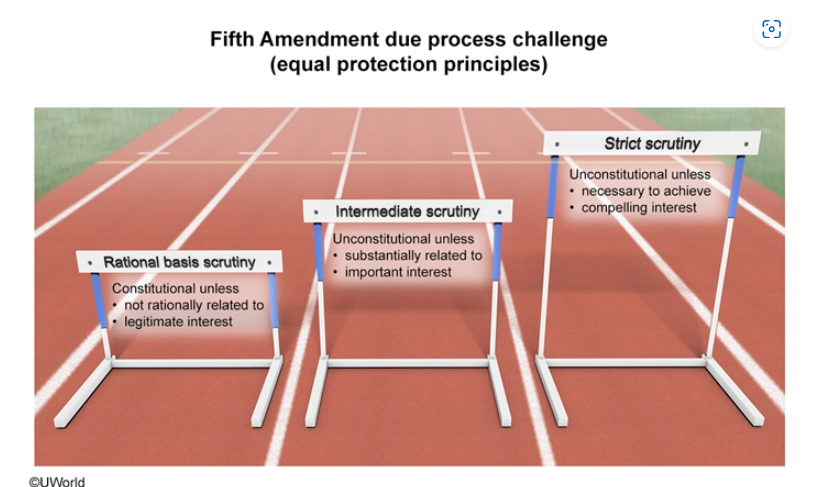 Fifth Amendment due process challenge
(equal protection principles)
Strict scrutiny
Unconstitutional unless
• necessary to achieve
• compelling interest
Intermediate scrutiny
Unconstitutional unless
• substantially related to
• important interest
Rational basis scrutiny
Constitutional unless
• not rationally related to
• legitimate interest
©UWorld